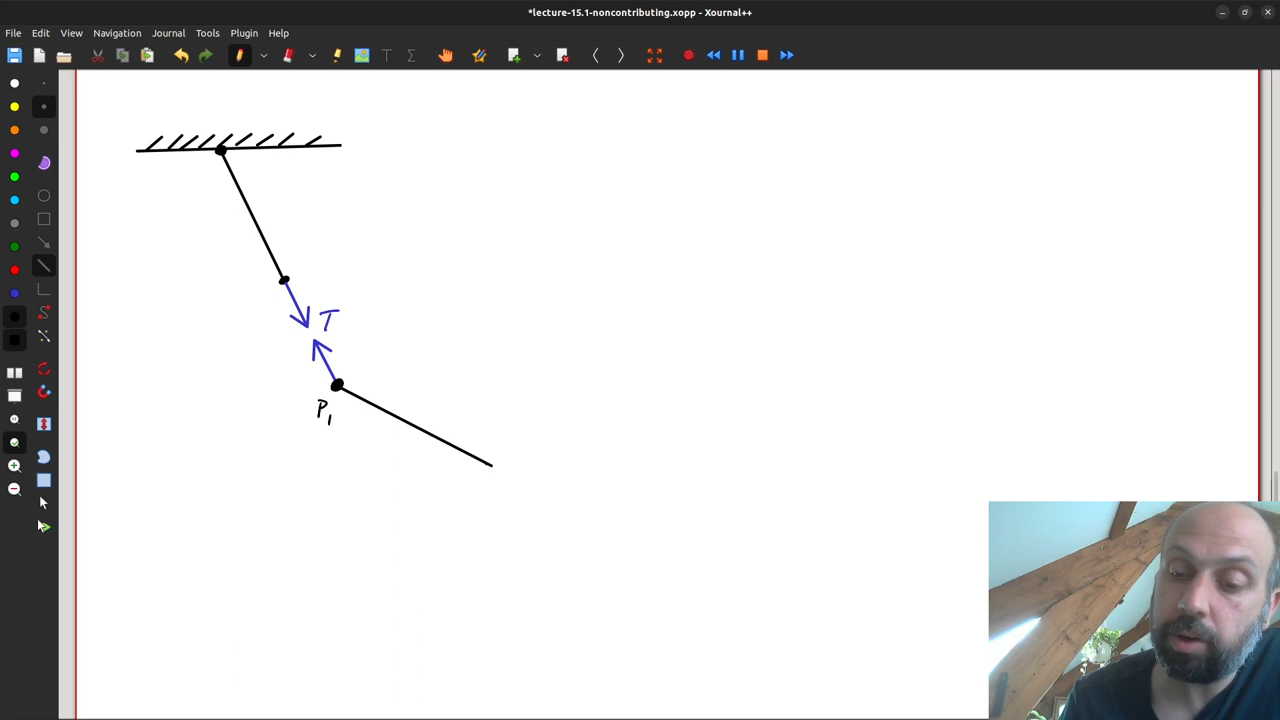 *lecture-15.1-noncontributing.xopp - Xournal++
File Edit View Navigation Journal Tools Plugin Help
T
P1